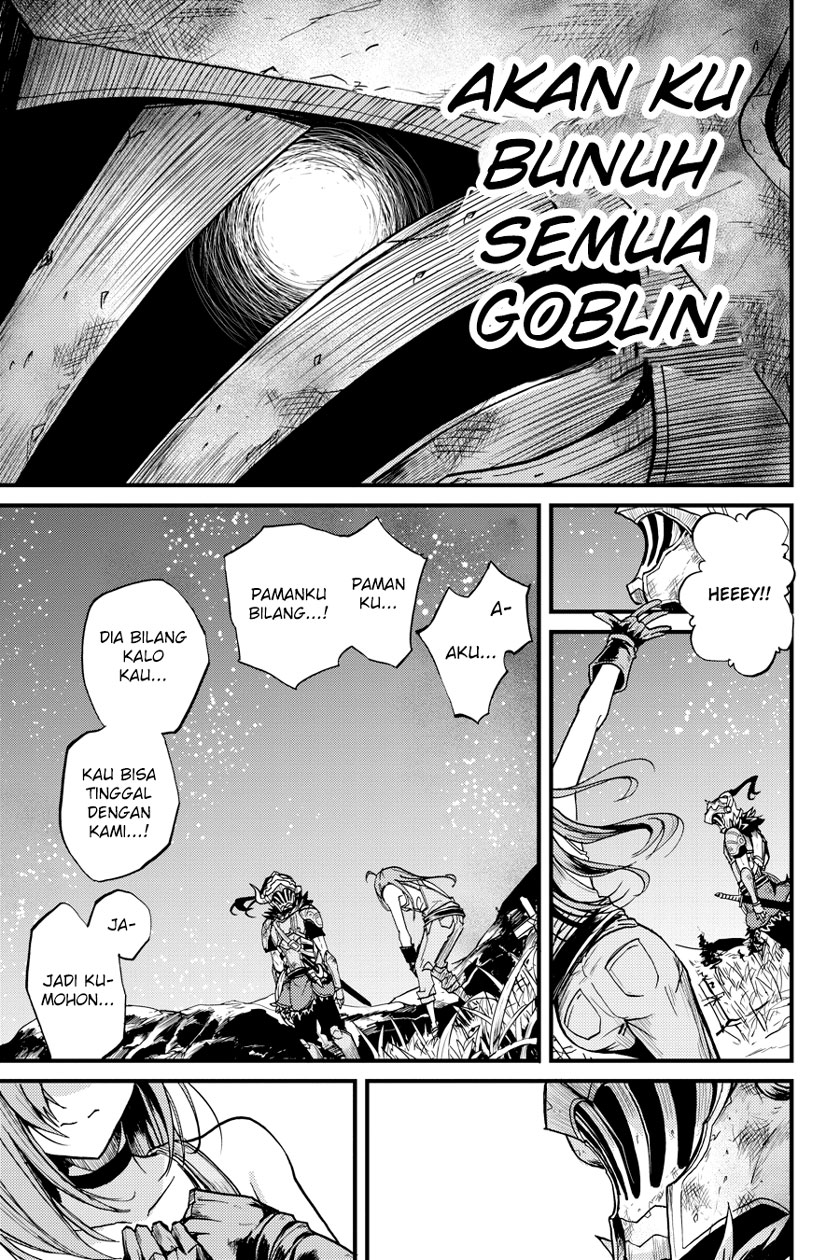 AKAN KU
BUNUH
SEMUA
GOBLIN
HEEEY!!
A-
AKU...
PAMAN
KU...
PAMANKU
BILANG...!
DIA BILANG
KALO
KAU...
KAU BISA
TINGGAL
DENGAN
KAMI...!
JA-
JADI KU-
MOHON...